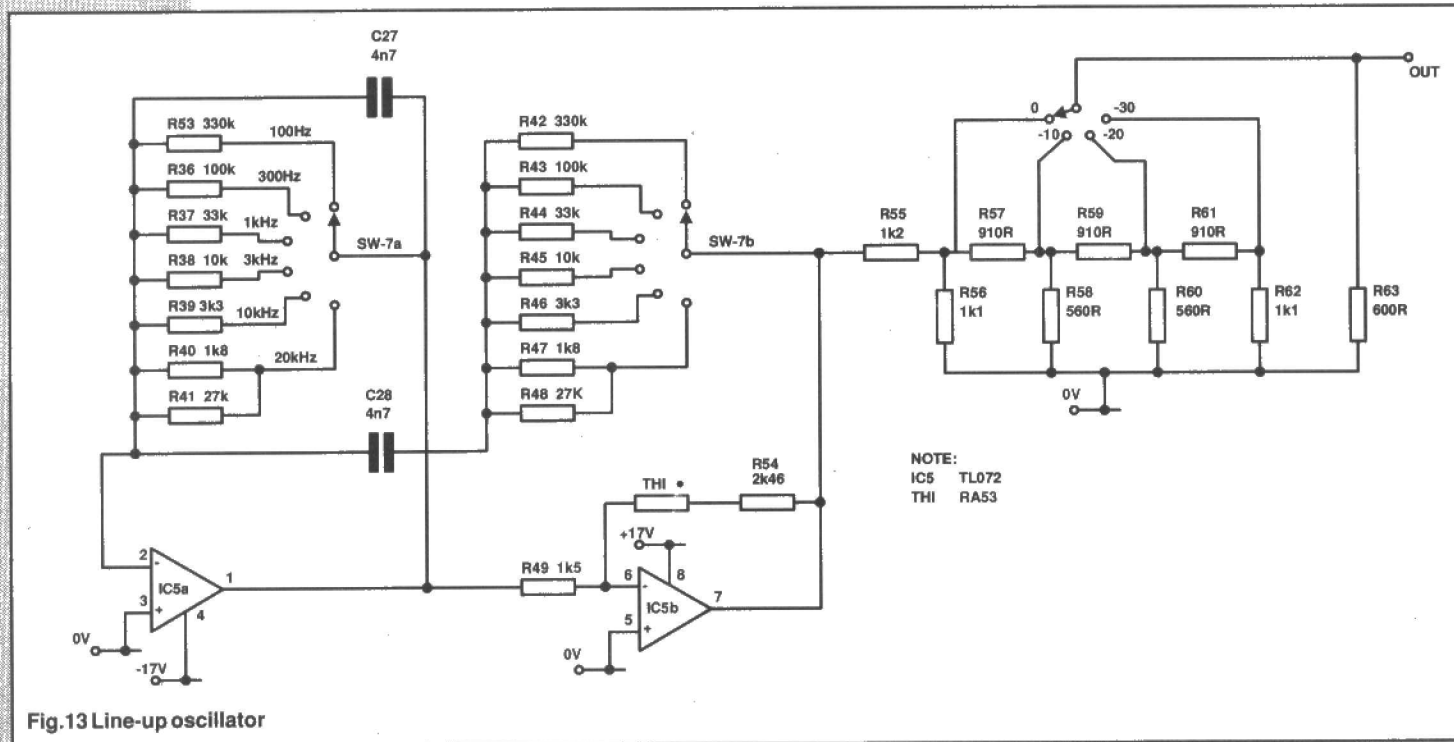 C27
4n7
R53 330k
100Hz
R36 100k
300Hz
R37 33k
1kHz
R38 10k
3kHz
R39 3k3
10kHz
R40 1k8
20kHz
R41 27k
SW-7a
C28
4n7
R42 330k
R43 100k
R44 33k
R45 10k
R46 3k3
R47 1k8
R48 27K
SW-7b
0
-10
-20
-30
OUT
R55
1k2
R57
910R
R59
910R
R61
910R
R56
1k1
R58
560R
R60
560R
R62
1k1
R63
600R
0V
NOTE:
IC5 TL072
THI RA53
THI
R54
2k46
+17V
R49 1k5
2
-
IC5a
1
3
+
4
0V
-17V
6
-
8
IC5b
7
5
+
0V
Fig.13 Line-up oscillator